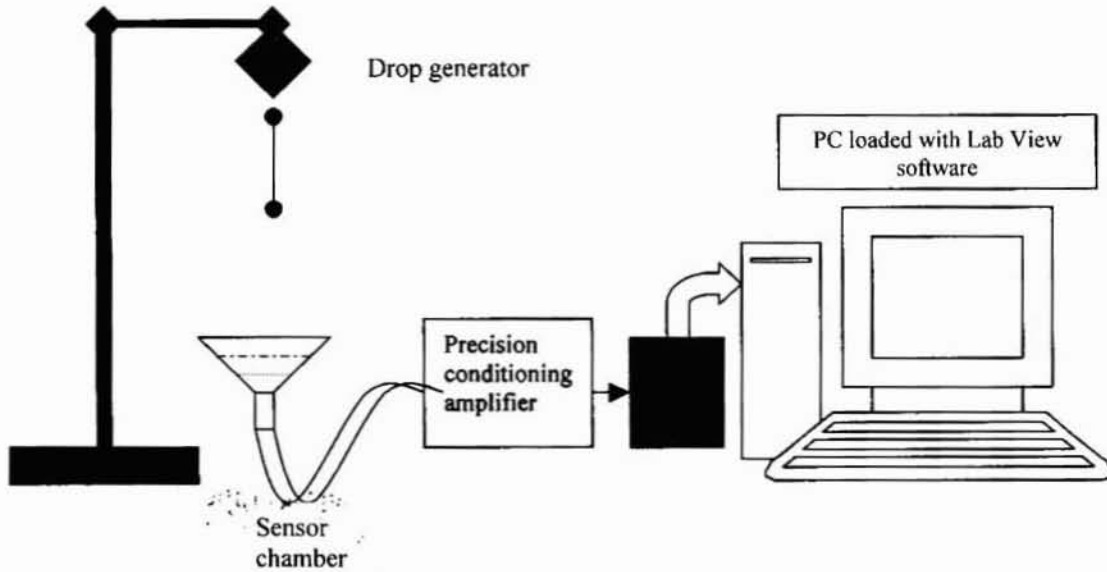 Drop generator
PC loaded with Lab View
software
Precision
conditioning
amplifier
Sensor
chamber